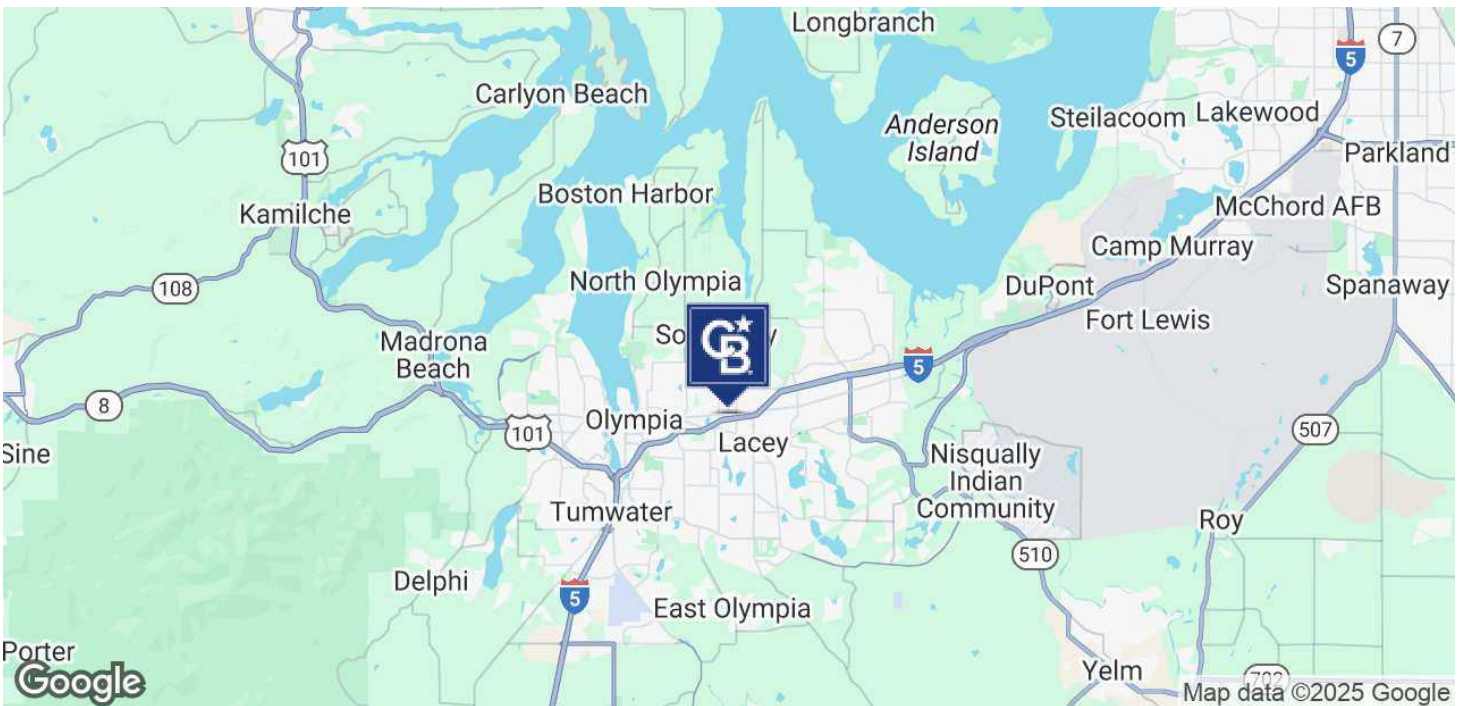 Longbranch
7
5
Carlyon Beach
Anderson
Island
Steilacoom
Lakewood
101
Parkland
Boston Harbor
Kamilche
McChord AFB
Camp Murray
North Olympia
108
DuPont
Spanaway
Fort Lewis
Madrona
Beach
CB
5
8
Olympia
101
Lacey
507
Sine
Nisqually
Indian
Community
Tumwater
Roy
510
Delphi
5
East Olympia
Porter
Yelm
702
Google
Map data ©2025 Google